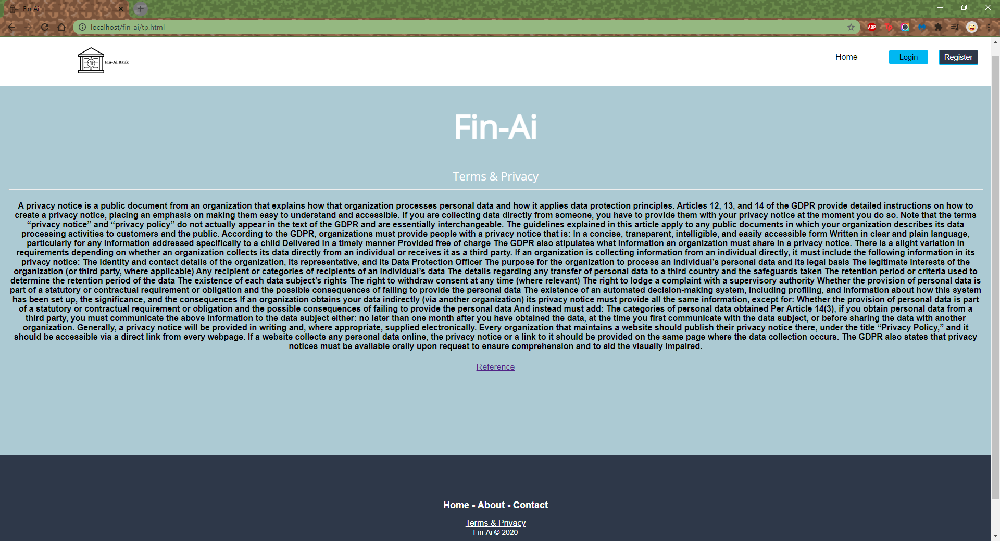 Fin-Ai
localhost/fin-ai/tp.html
ABP
AI
Fin-Ai Bank
Home
Login
Register
Fin-Ai
Terms & Privacy
A privacy notice is a public document from an organization that explains how that organization processes personal data and how it applies data protection principles. Articles 12, 13, and 14 of the GDPR provide detailed instructions on how to
create a privacy notice, placing an emphasis on making them easy to understand and accessible. If you are collecting data directly from someone, you have to provide them with your privacy notice at the moment you do so. Note that the terms
“privacy notice” and “privacy policy” do not actually appear in the text of the GDPR and are essentially interchangeable. The guidelines explained in this article apply to any public documents in which your organization describes its data
processing activities to customers and the public. According to the GDPR, organizations must provide people with a privacy notice that is: In a concise, transparent, intelligible, and easily accessible form Written in clear and plain language,
particularly for any information addressed specifically to a child Delivered in a timely manner Provided free of charge The GDPR also stipulates what information an organization must share in a privacy notice. There is a slight variation in
requirements depending on whether an organization collects its data directly from an individual or receives it as a third party. If an organization is collecting information from an individual directly, it must include the following information in its
privacy notice: The identity and contact details of the organization, its representative, and its Data Protection Officer The purpose for the organization to process an individual’s personal data and its legal basis The legitimate interests of the
organization (or third party, where applicable) Any recipient or categories of recipients of an individual’s data The details regarding any transfer of personal data to a third country and the safeguards taken The retention period or criteria used to
determine the retention period of the data The existence of each data subject’s rights The right to withdraw consent at any time (where relevant) The right to lodge a complaint with a supervisory authority Whether the provision of personal data is
part of a statutory or contractual requirement or obligation and the possible consequences of failing to provide the personal data The existence of an automated decision-making system, including profiling, and information about how this system
has been set up, the significance, and the consequences If an organization obtains your data indirectly (via another organization) its privacy notice must provide all the same information, except for: Whether the provision of personal data is part
of a statutory or contractual requirement or obligation and the possible consequences of failing to provide the personal data And instead must add: The categories of personal data obtained Per Article 14(3), if you obtain personal data from a
third party, you must communicate the above information to the data subject either: no later than one month after you have obtained the data, at the time you first communicate with the data subject, or before sharing the data with another
organization. Generally, a privacy notice will be provided in writing and, where appropriate, supplied electronically. Every organization that maintains a website should publish their privacy notice there, under the title “Privacy Policy,” and it
should be accessible via a direct link from every webpage. If a website collects any personal data online, the privacy notice or a link to it should be provided on the same page where the data collection occurs. The GDPR also states that privacy
notices must be available orally upon request to ensure comprehension and to aid the visually impaired.
Reference
Home - About - Contact
Terms & Privacy
Fin-Ai © 2020